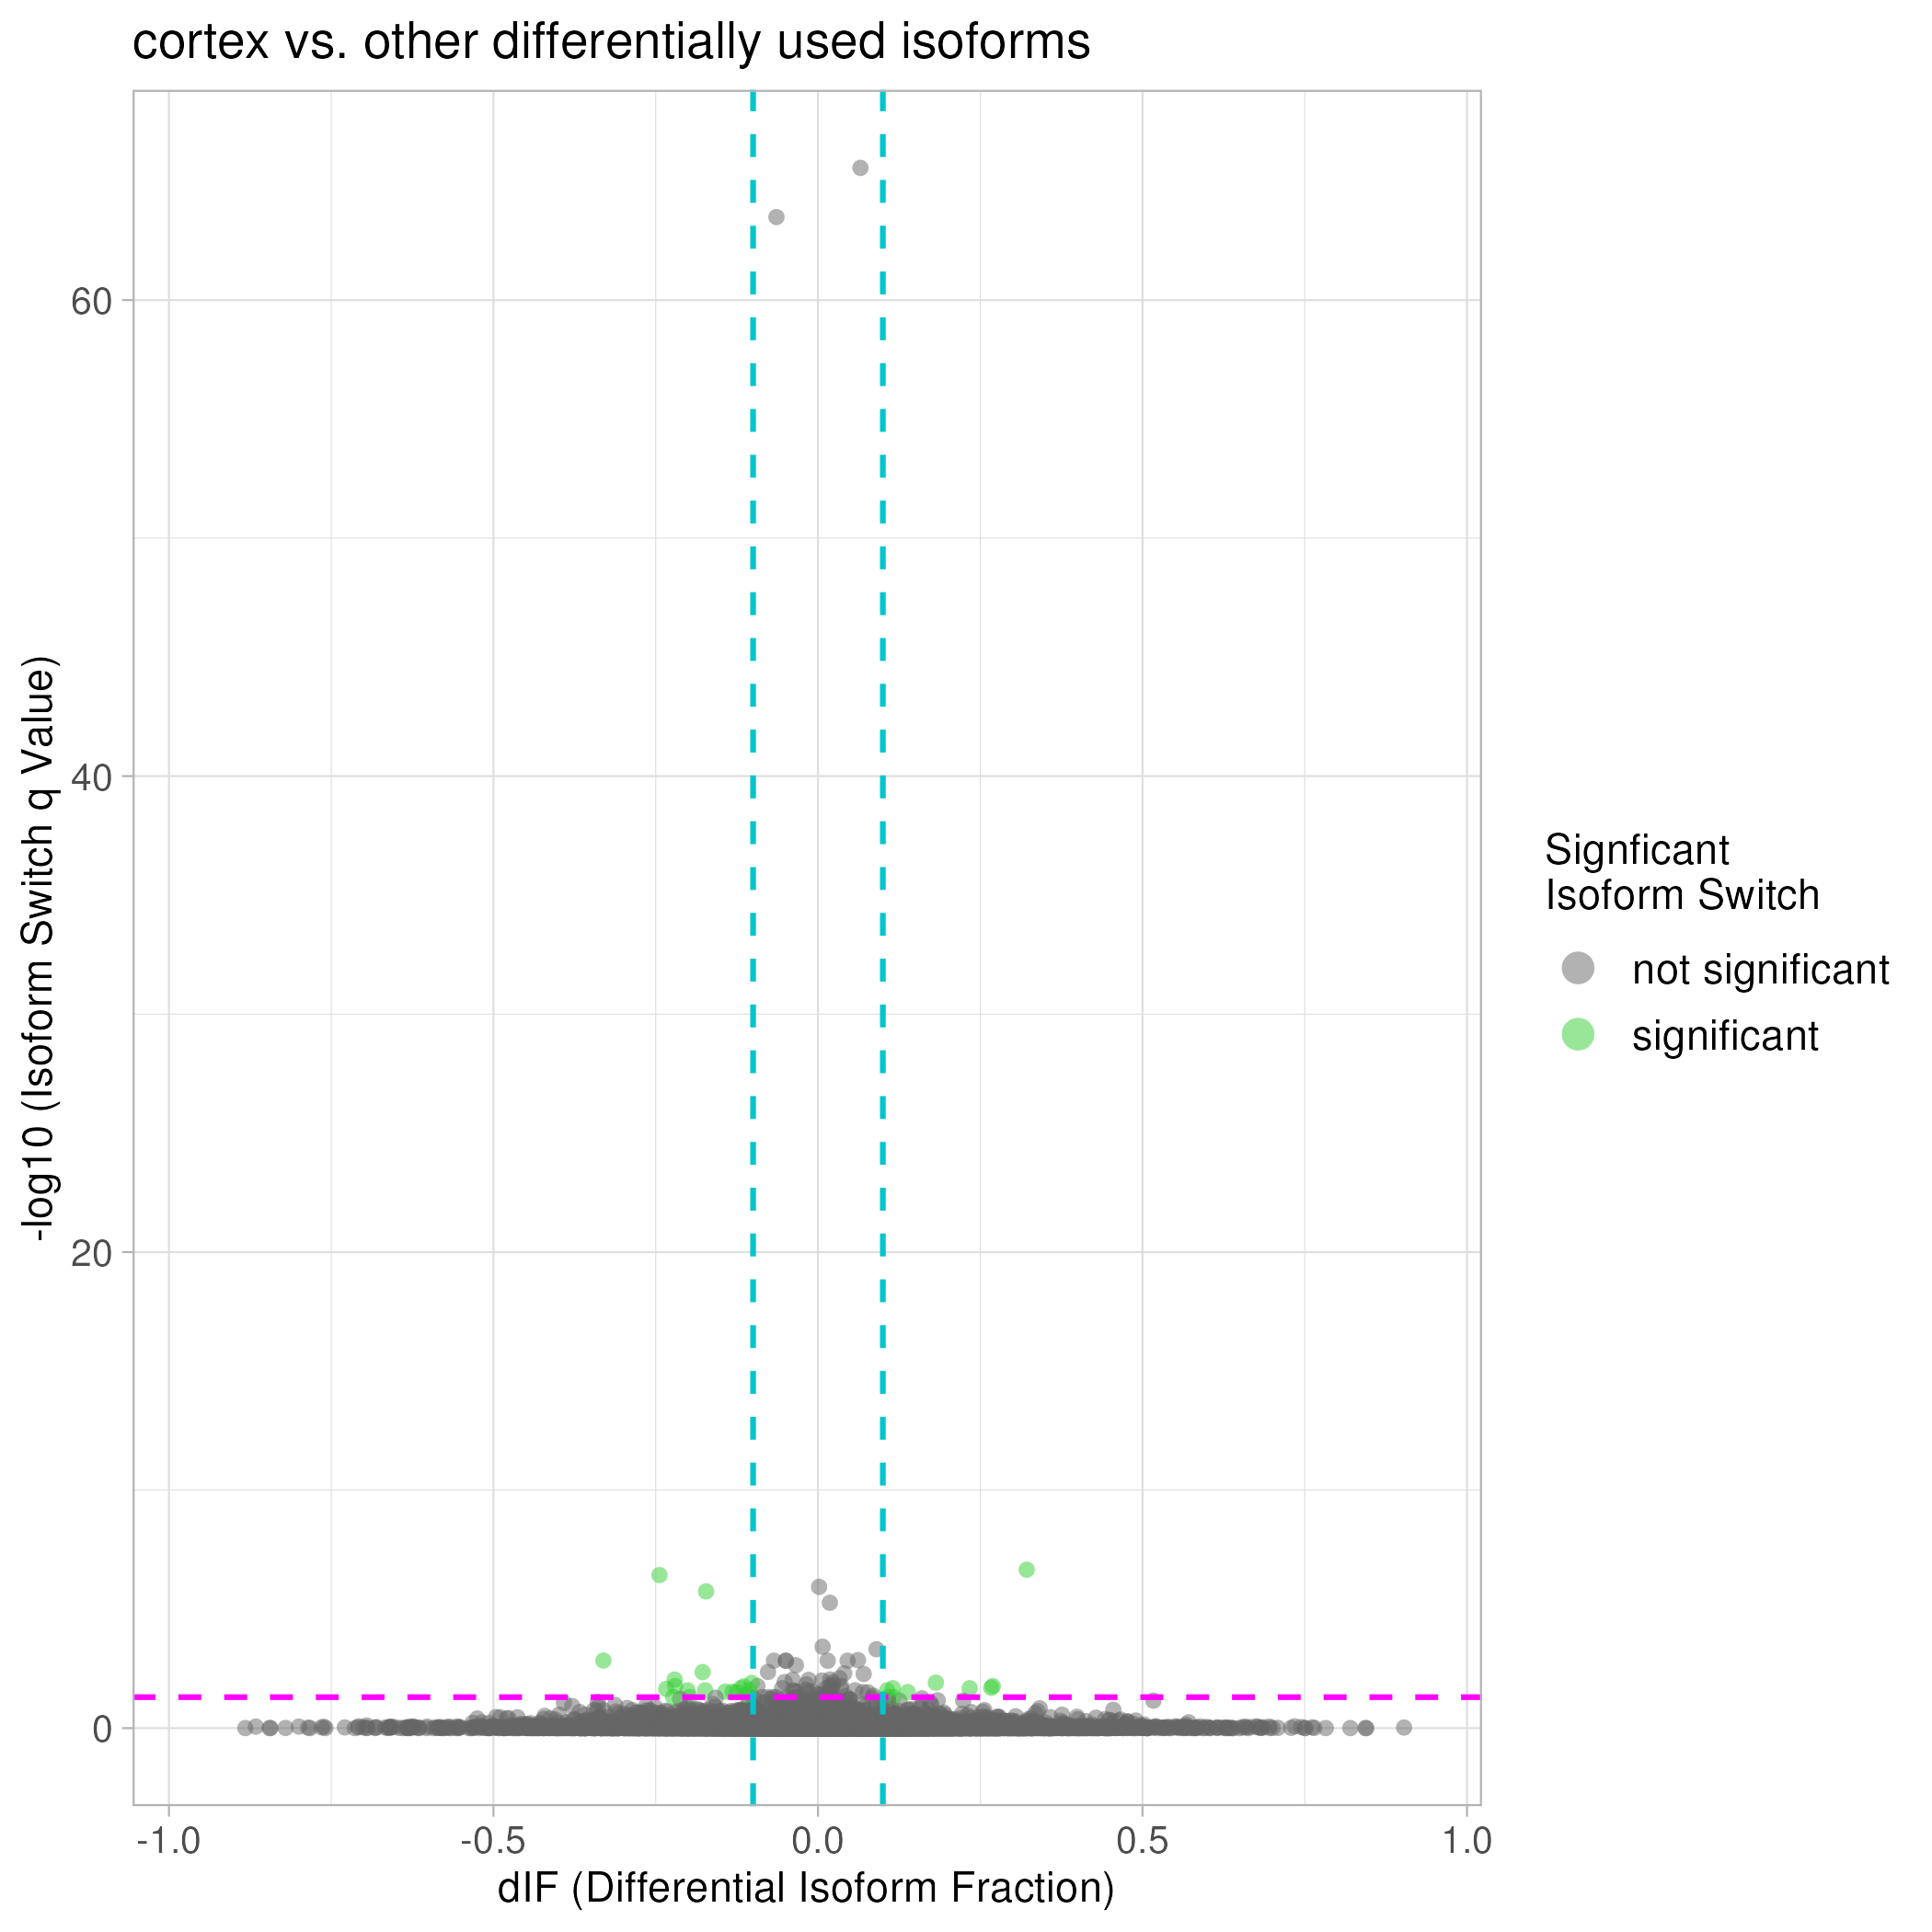 cortex vs. other differentially used isoforms
60
40
20
0
-log10 (Isoform Switch q Value)
-1.0 -0.5 0.0 0.5 1.0
dIF (Differential Isoform Fraction)
Signficant
Isoform Switch
not significant
significant